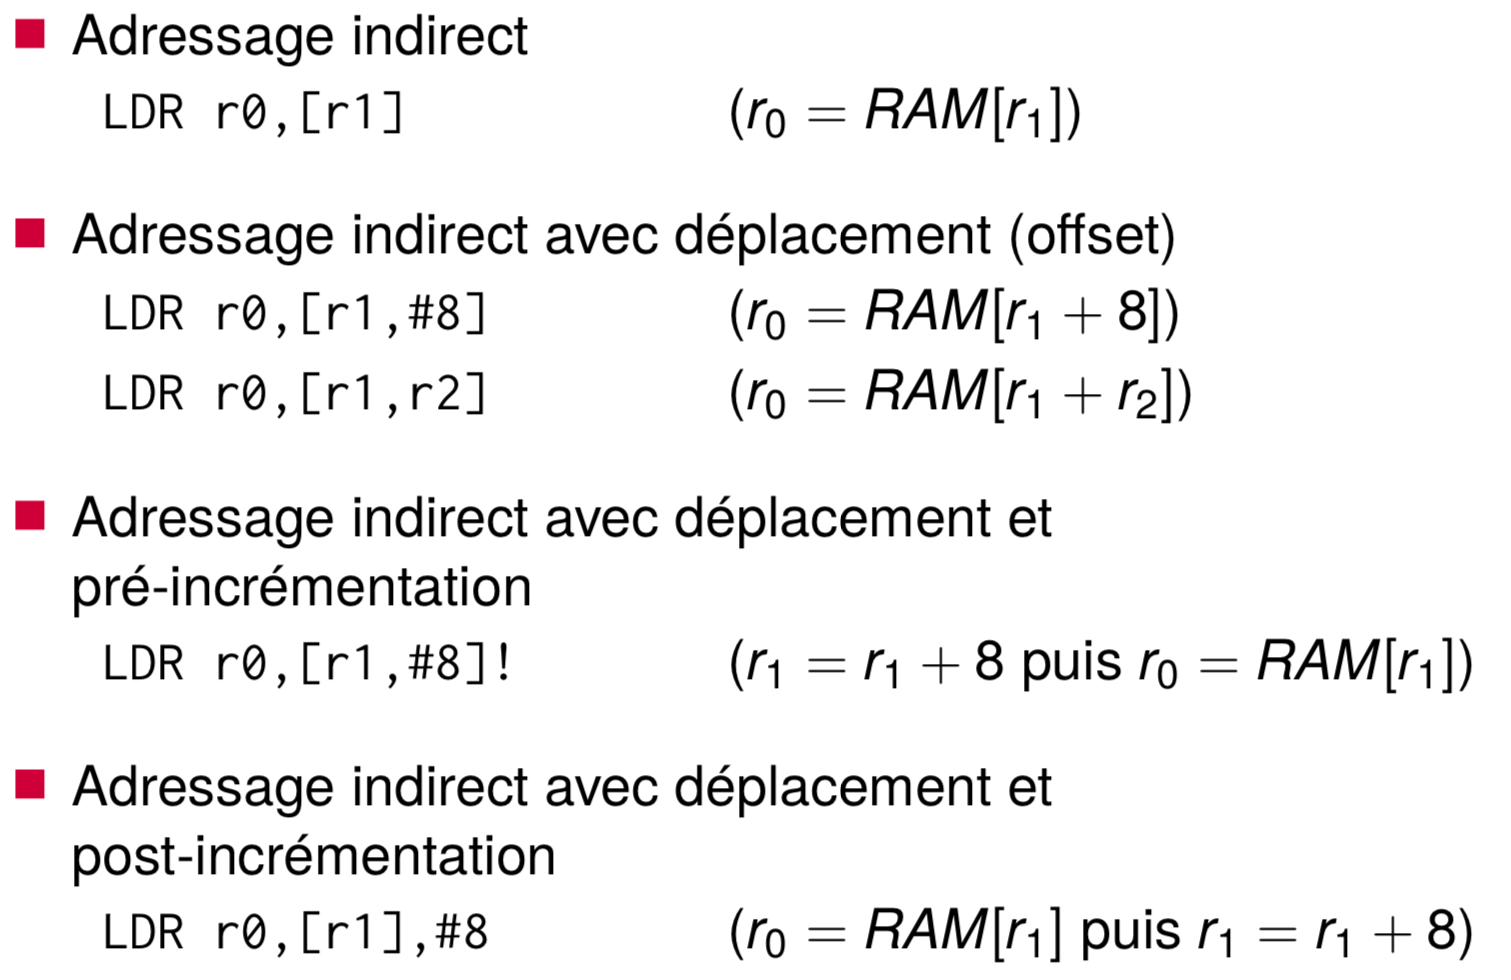 Adressage indirect
LDR r0,[r1] (r₀ = RAM[r₁])
Adressage indirect avec déplacement (offset)
LDR r0,[r1,#8] (r₀ = RAM[r₁ + 8])
LDR r0,[r1,r2] (r₀ = RAM[r₁ + r₂])
Adressage indirect avec déplacement et
pré-incrémentation
LDR r0,[r1,#8]! (r₁ = r₁ + 8 puis r₀ = RAM[r₁])
Adressage indirect avec déplacement et
post-incrémentation
LDR r0,[r1],#8 (r₀ = RAM[r₁] puis r₁ = r₁ + 8)